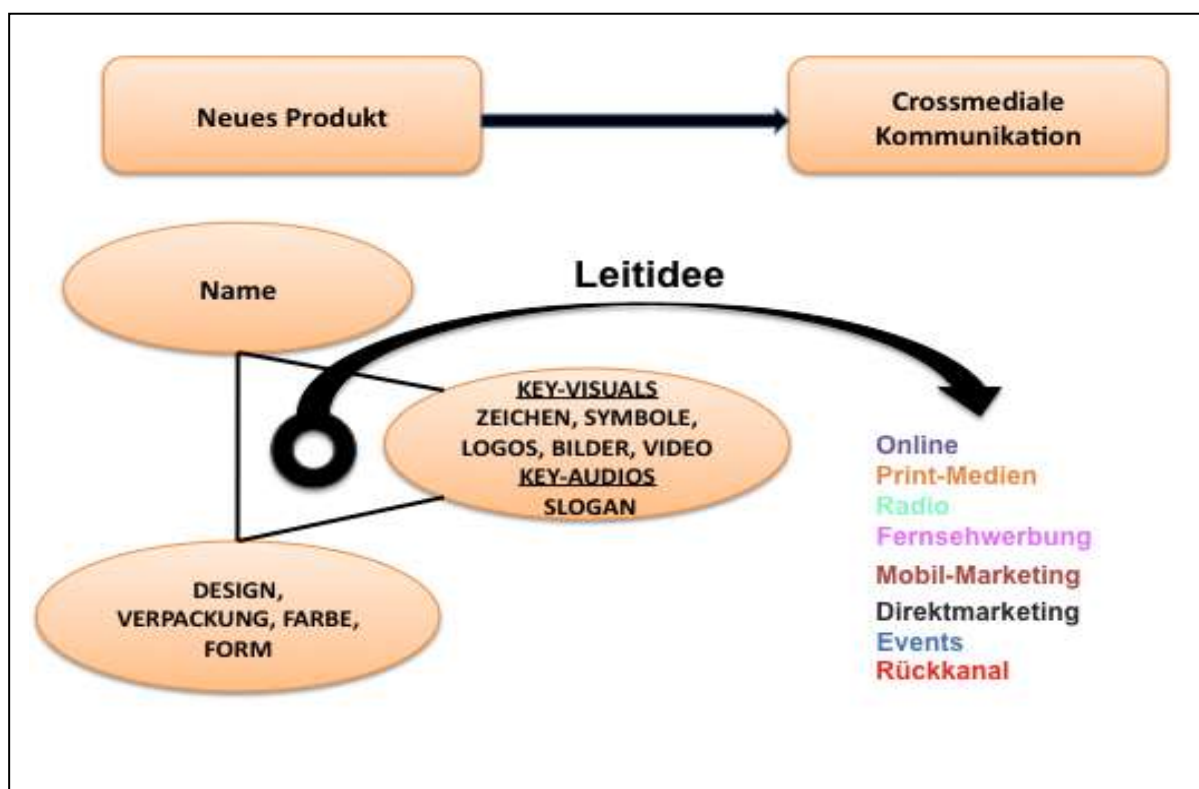 Neues Produkt
Crossmediale
Kommunikation
Name
Leitidee
KEY-VISUALS
ZEICHEN, SYMBOLE,
LOGOS, BILDER, VIDEO
KEY-AUDIOS
SLOGAN
DESIGN,
VERPACKUNG, FARBE,
FORM
Online
Print-Medien
Radio
Fernsehwerbung
Mobil-Marketing
Direktmarketing
Events
Rückkanal